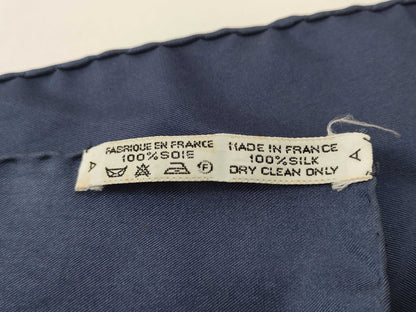 A
FABRIQUE EN FRANCE
100%SOIE
F
MADE IN FRANCE
100%SILK
DRY CLEAN ONLY
A